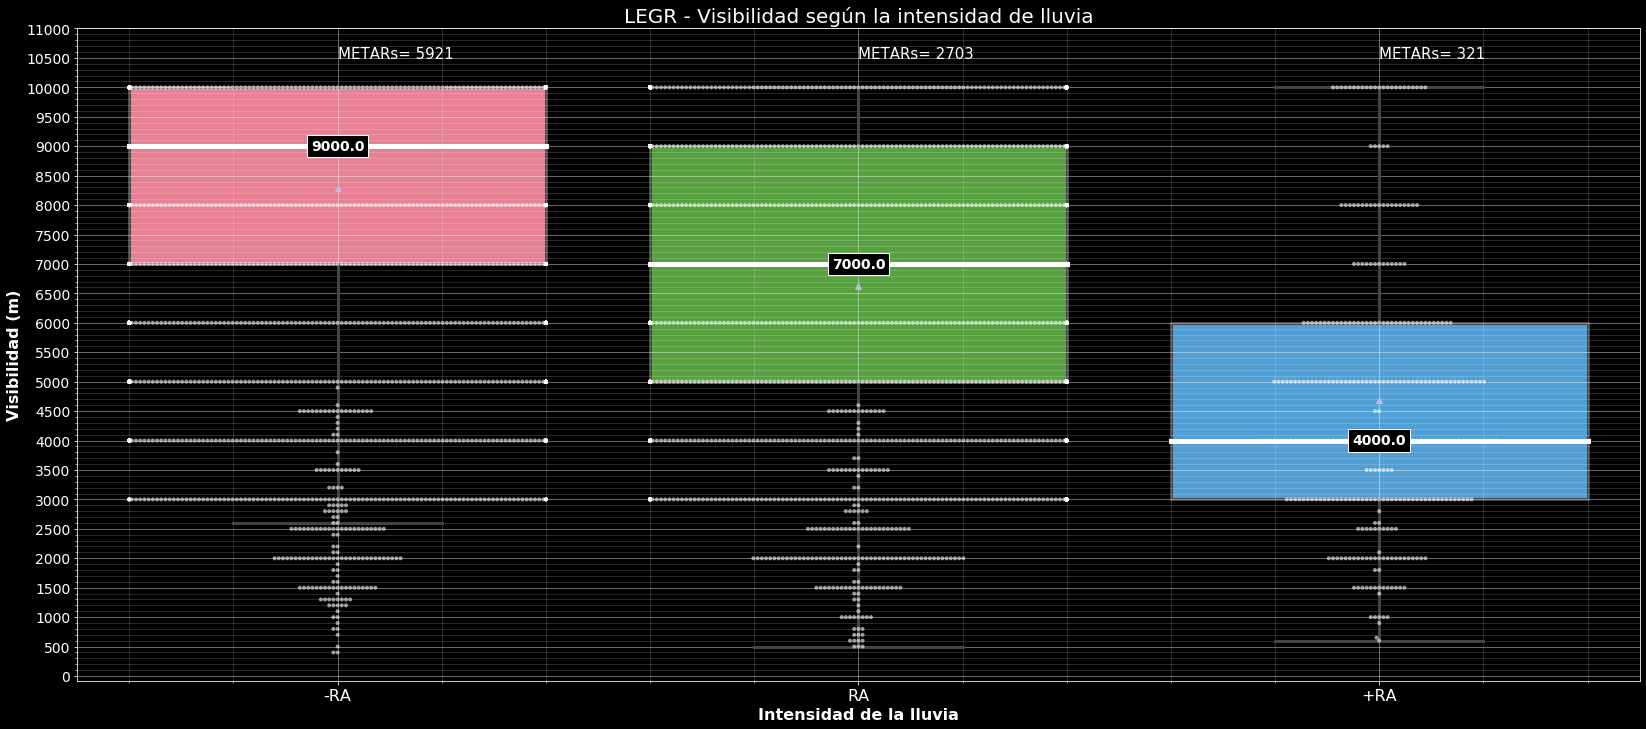 LEGR - Visibilidad según la intensidad de lluvia
METARs= 5921
METARs= 2703
METARs= 321
11000
10500
10000
9500
9000
8500
8000
7500
7000
6500
6000
5500
5000
4500
4000
3500
3000
2500
2000
1500
1000
500
0
Visibilidad (m)
9000.0
7000.0
4000.0
-RA
RA
+RA
Intensidad de la lluvia